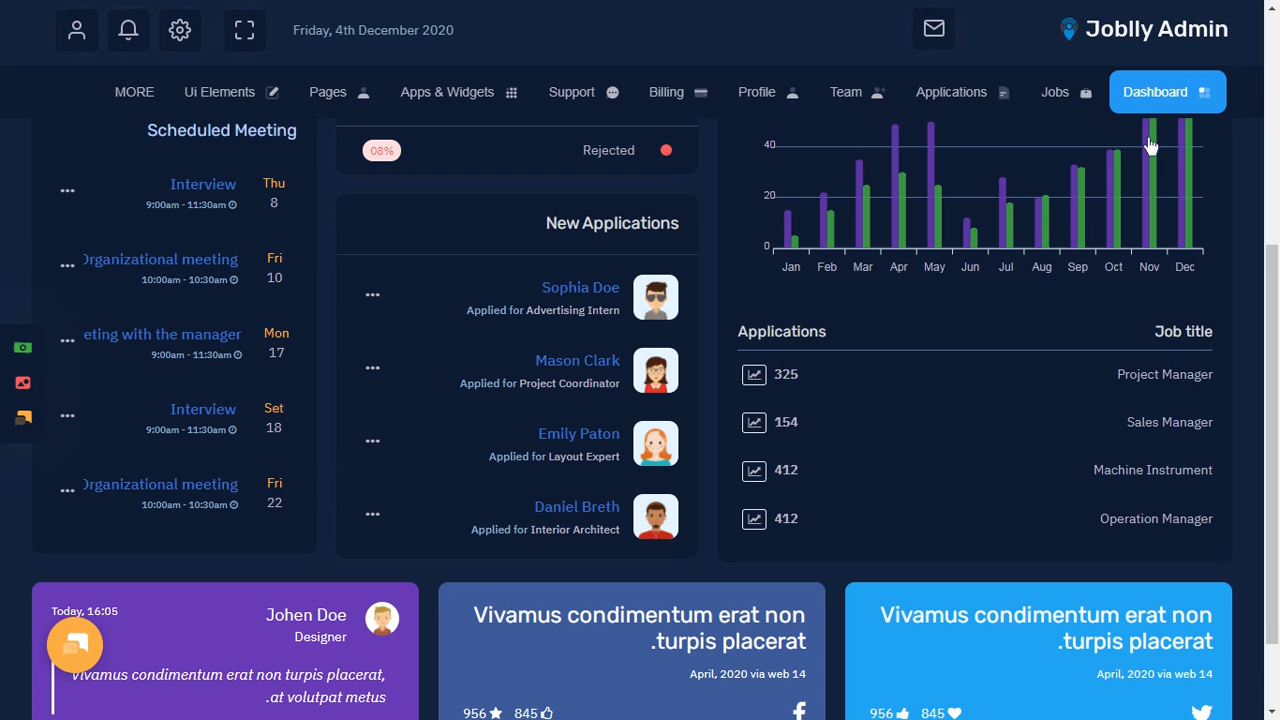 Friday, 4th December 2020
Joblly Admin
MORE
Ui Elements
Pages
Apps & Widgets
Support
Billing
Profile
Team
Applications
Jobs
Dashboard
Scheduled Meeting
Interview
Thu
9:00am - 11:30am
8
Organizational meeting
Fri
10:00am - 10:30am
10
eting with the manager
Mon
9:00am - 11:30am
17
Interview
Set
9:00am - 11:30am
18
Organizational meeting
Fri
10:00am - 10:30am
22
08%
Rejected
New Applications
Sophia Doe
Applied for Advertising Intern
Mason Clark
Applied for Project Coordinator
Emily Paton
Applied for Layout Expert
Daniel Breth
Applied for Interior Architect
40
20
0
Jan Feb Mar Apr May Jun Jul Aug Sep Oct Nov Dec
Applications
Job title
325
Project Manager
154
Sales Manager
412
Machine Instrument
412
Operation Manager
Today, 16:05
Johen Doe
Designer
Vivamus condimentum erat non turpis placerat,
.at volutpat metus
Vivamus condimentum erat non
.turpis placerat
April, 2020 via web 14
956
845
Vivamus condimentum erat non
.turpis placerat
April, 2020 via web 14
956
845